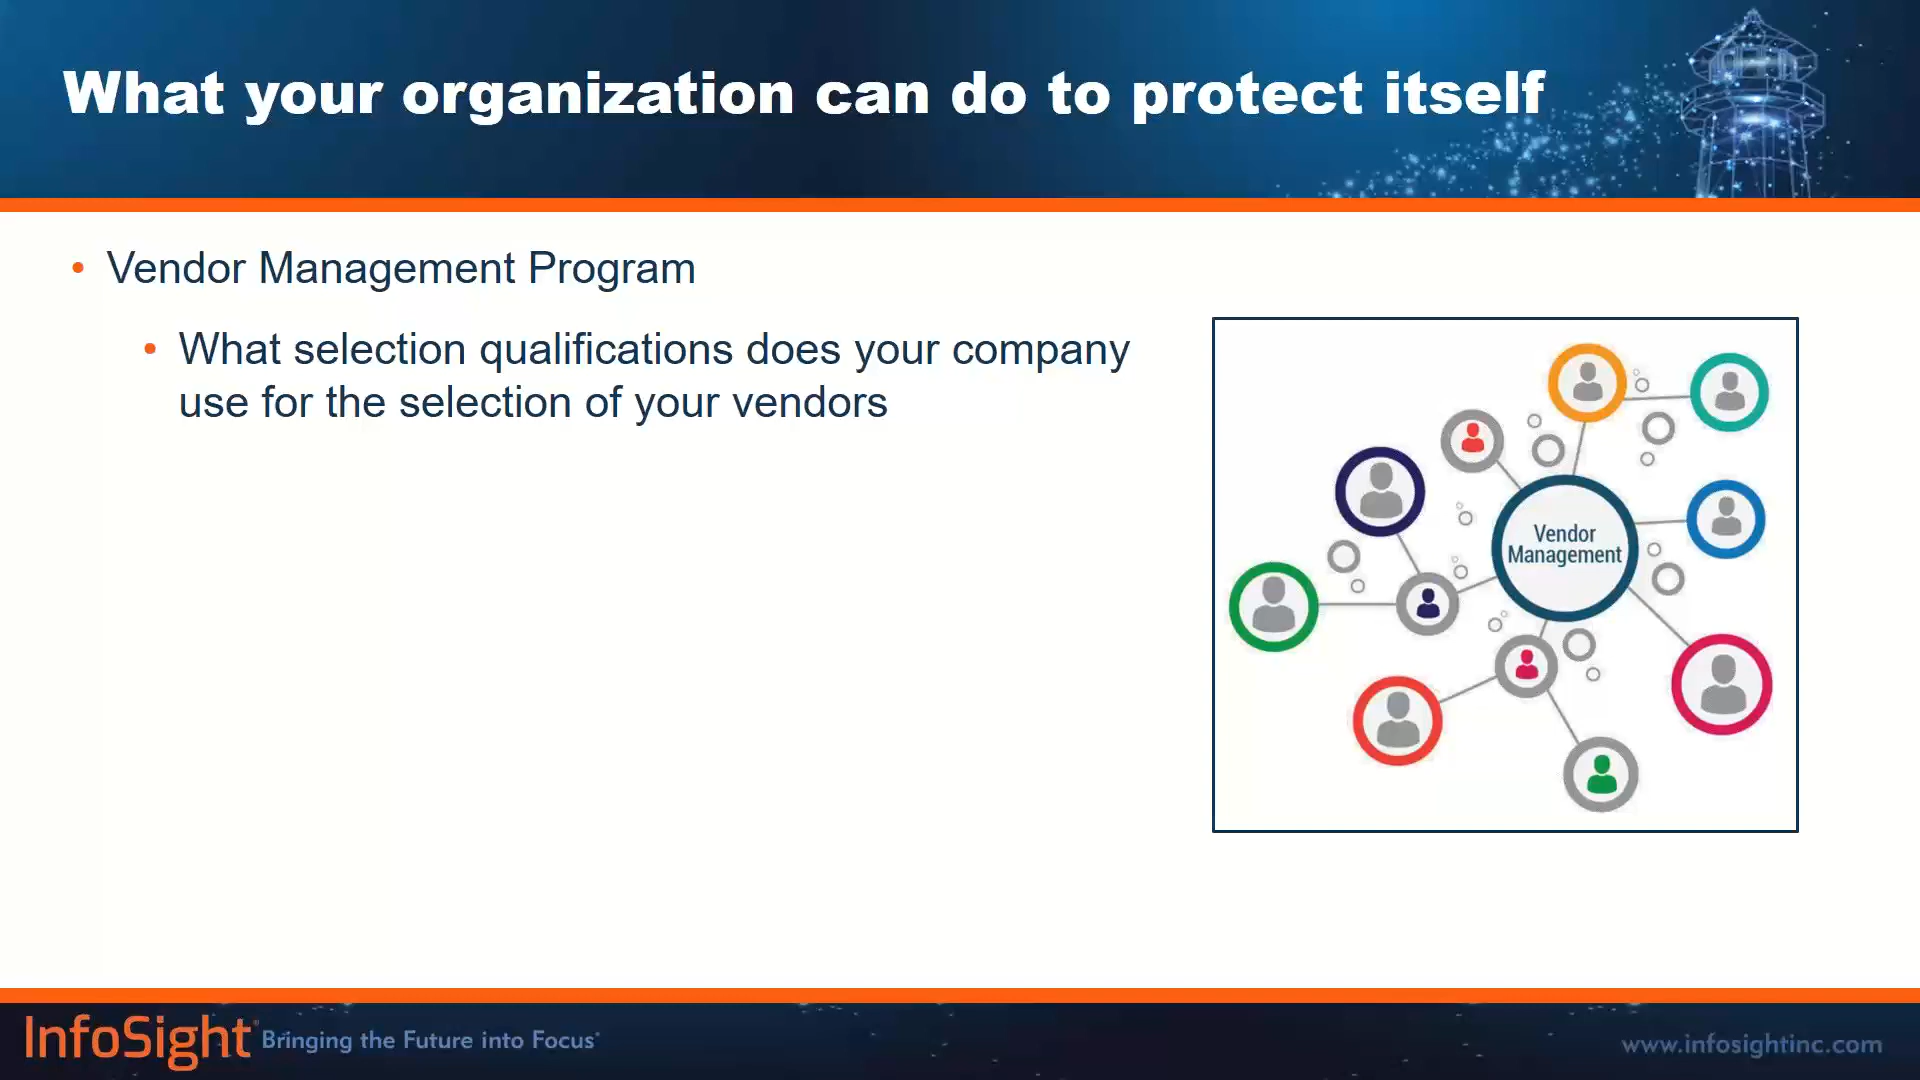 What your organization can do to protect itself
• Vendor Management Program
• What selection qualifications does your company
use for the selection of your vendors
Vendor
Management
InfoSight® Bringing the Future into Focus®
www.infosightinc.com